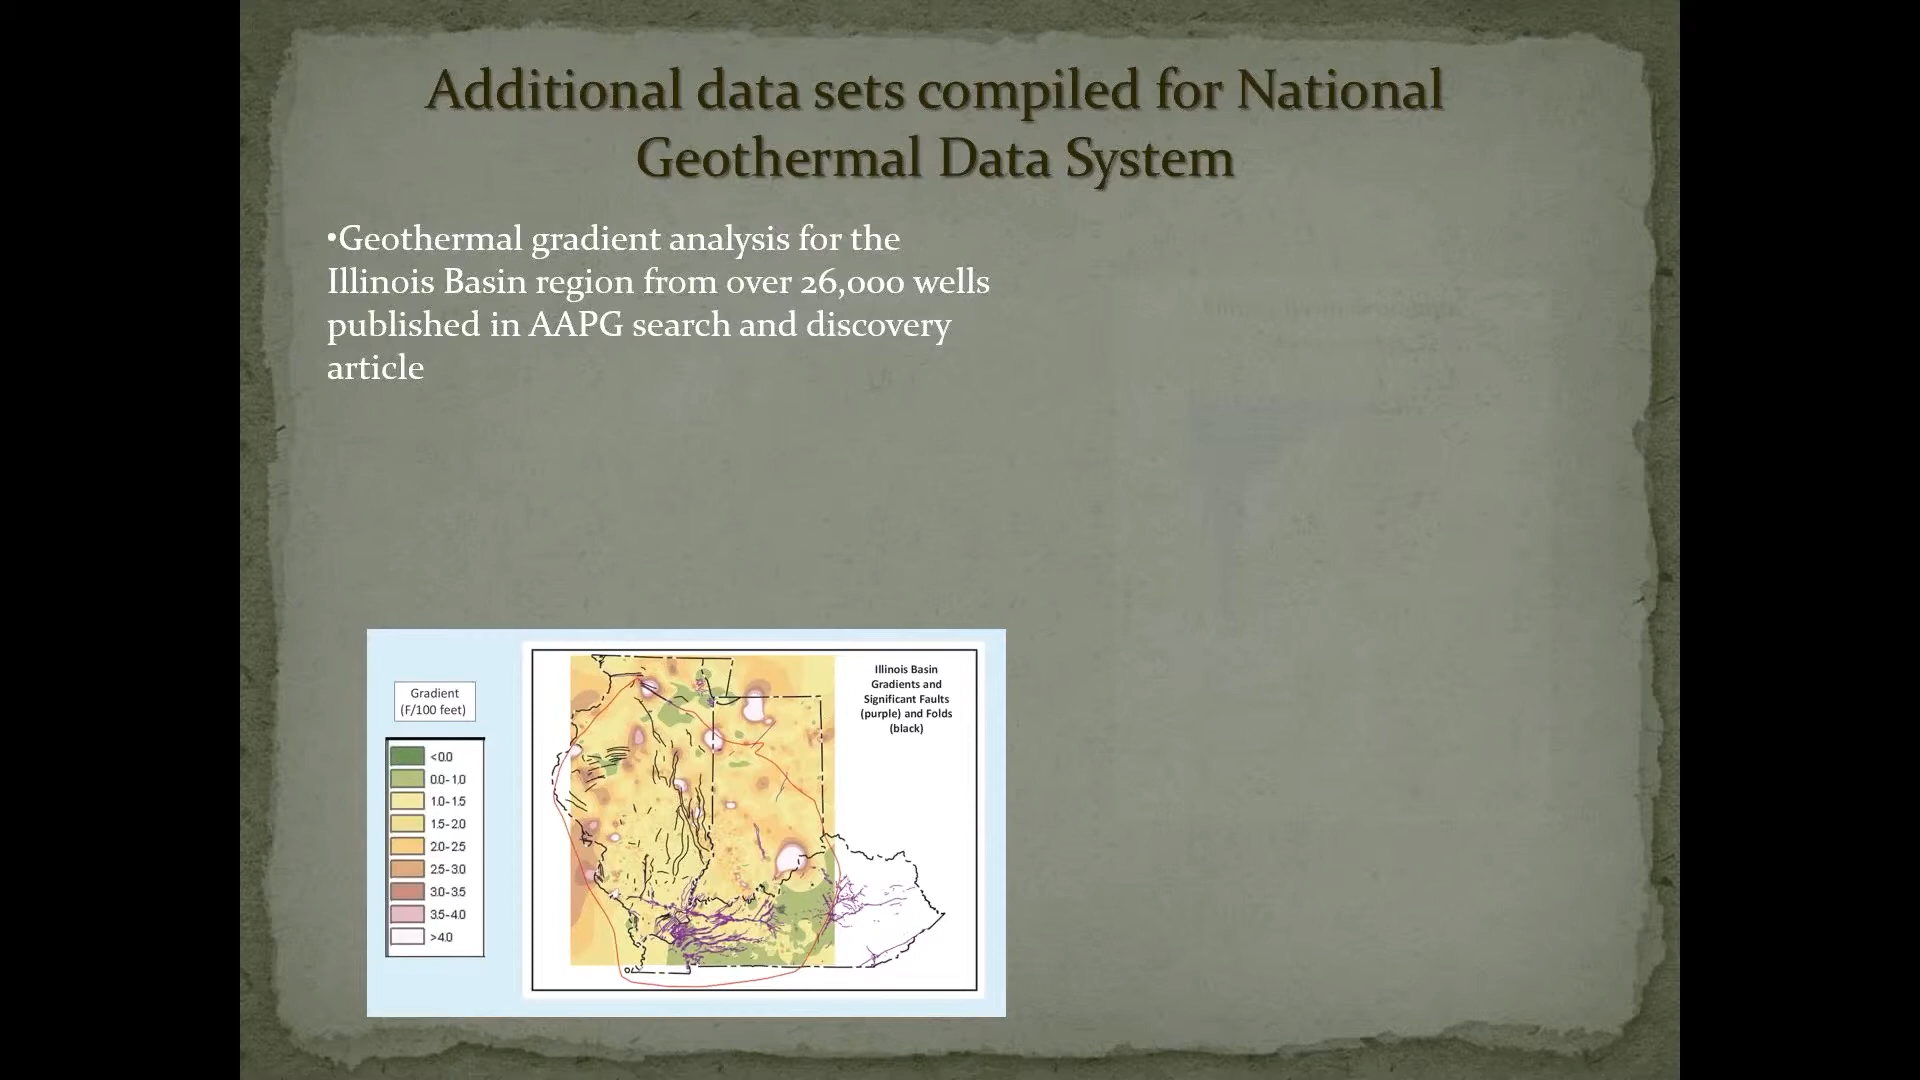 Additional data sets compiled for National
Geothermal Data System
•Geothermal gradient analysis for the
Illinois Basin region from over 26,000 wells
published in AAPG search and discovery
article
Gradient
(F/100 feet)
<0.0
0.0-1.0
1.0-1.5
1.5-2.0
2.0-2.5
2.5-3.0
3.0-3.5
3.5-4.0
>4.0
Illinois Basin
Gradients and
Significant Faults
(purple) and Folds
(black)